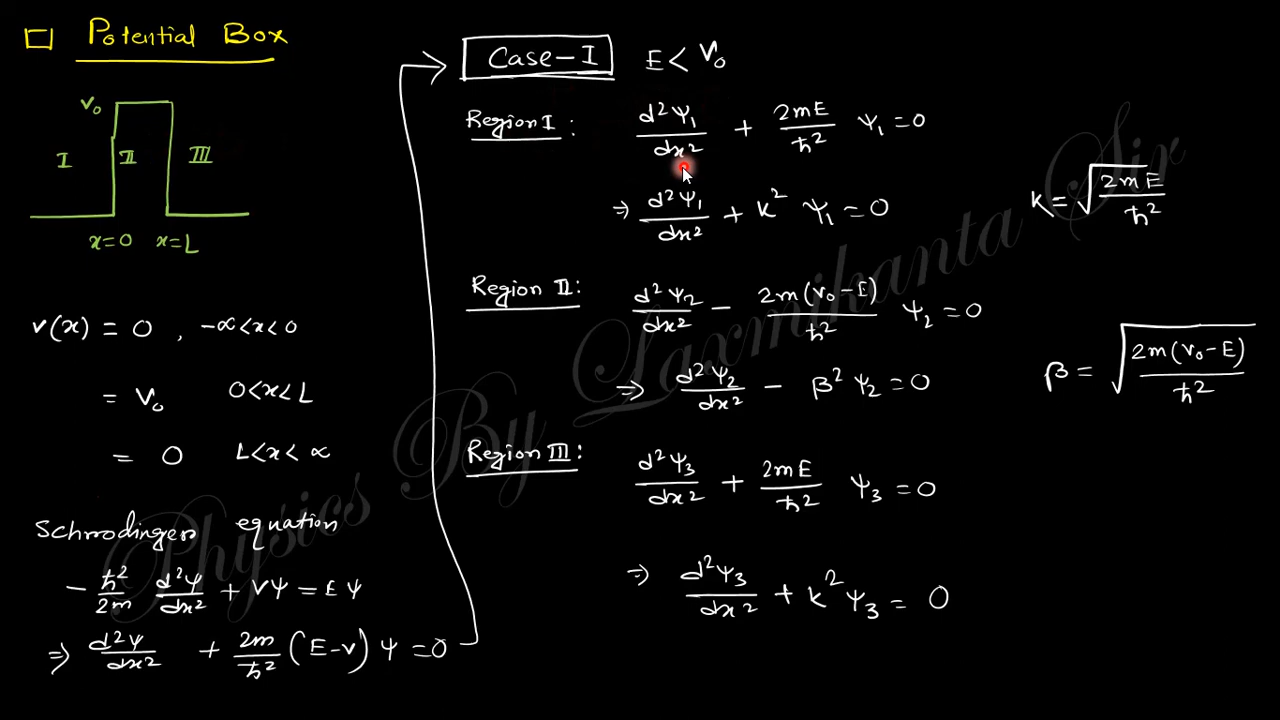 □ Potential Box
V₀
I II III
x=0 x=L
V(x) = 0 , -∝<x<0
= V₀ 0<x<L
= 0 L<x<∝
Schrrodinger equation
- ħ²/2m d²ψ/dx² + Vψ = Eψ
⇒ d²ψ/dx² + 2m/ħ² (E-V) ψ = 0
Case-I E < V₀
Region I : d²ψ₁/dx² + 2mE/ħ² ψ₁ = 0
⇒ d²ψ₁/dx² + k² ψ₁ = 0
k = √(2mE/ħ²)
Region II : d²ψ₂/dx² - 2m(V₀-E)/ħ² ψ₂ = 0
⇒ d²ψ₂/dx² - β² ψ₂ = 0
β = √(2m(V₀-E)/ħ²)
Region III : d²ψ₃/dx² + 2mE/ħ² ψ₃ = 0
⇒ d²ψ₃/dx² + k² ψ₃ = 0
Physics By Laxmikanta Sir